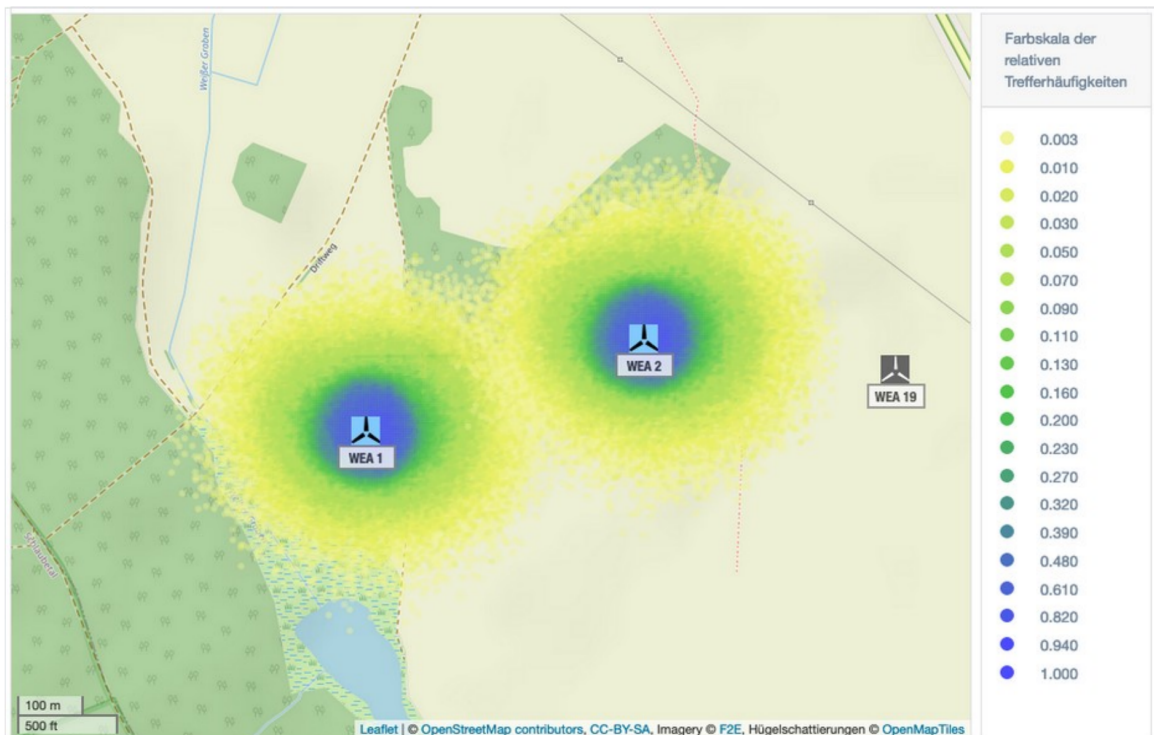 Weißer Graben
Driftweg
WEA 2
WEA 19
WEA 1
Schlaubetal
100 m
500 ft
Leaflet | © OpenStreetMap contributors, CC-BY-SA, Imagery © F2E, Hügelschattierungen © OpenMapTiles
Farbskala der
relativen
Trefferhäufigkeiten
0.003
0.010
0.020
0.030
0.050
0.070
0.090
0.110
0.130
0.160
0.200
0.230
0.270
0.320
0.390
0.480
0.610
0.820
0.940
1.000